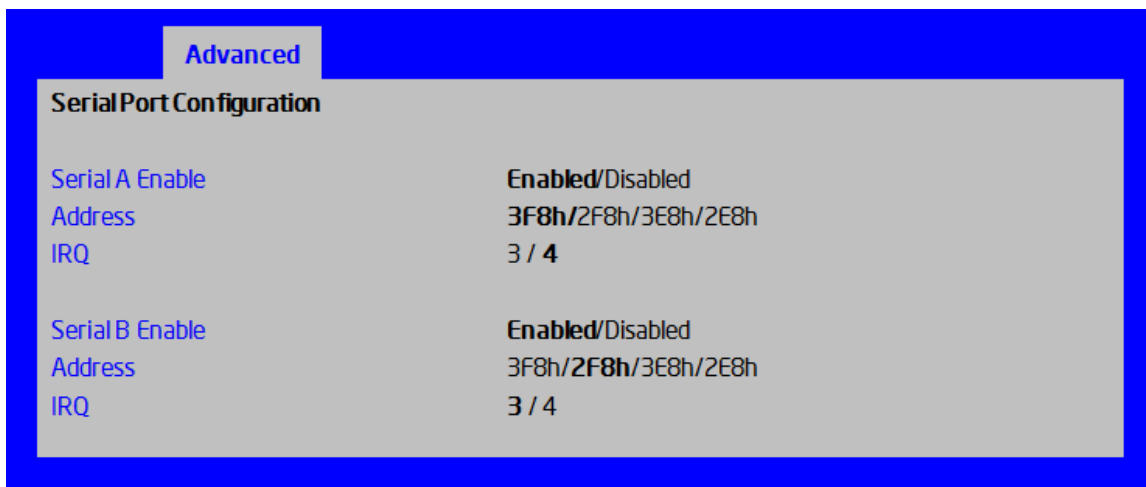 Advanced
Serial Port Configuration
Serial A Enable Enabled/Disabled
Address 3F8h/2F8h/3E8h/2E8h
IRQ 3 / 4
Serial B Enable Enabled/Disabled
Address 3F8h/2F8h/3E8h/2E8h
IRQ 3 / 4